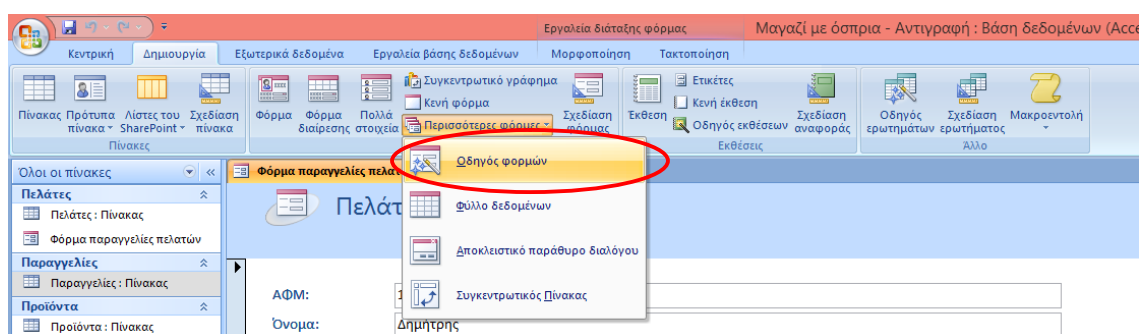 Εργαλεία διάταξης φόρμας
Μαγαζί με όσπρια - Αντιγραφή : Βάση δεδομένων (Acce
Κεντρική
Δημιουργία
Εξωτερικά δεδομένα
Εργαλεία βάσης δεδομένων
Μορφοποίηση
Τακτοποίηση
Πίνακας
Πρότυπα πίνακα
Λίστες του SharePoint
Σχεδίαση πίνακα
Πίνακες
Φόρμα
Φόρμα διαίρεσης
Πολλά στοιχεία
Συγκεντρωτικό γράφημα
Κενή φόρμα
Περισσότερες φόρμες
Σχεδίαση φόρμας
Έκθεση
Ετικέτες
Κενή έκθεση
Οδηγός εκθέσεων
Σχεδίαση αναφοράς
Εκθέσεις
Οδηγός ερωτημάτων
Σχεδίαση ερωτήματος
Μακροεντολή
Άλλο
Οδηγός φορμών
Φύλλο δεδομένων
Αποκλειστικό παράθυρο διαλόγου
Συγκεντρωτικός Πίνακας
Όλοι οι πίνακες
Πελάτες
Πελάτες : Πίνακας
Φόρμα παραγγελίες πελατών
Παραγγελίες
Παραγγελίες : Πίνακας
Προϊόντα
Προϊόντα : Πίνακας
Φόρμα παραγγελίες πελατ
Πελάτ
ΑΦΜ:
1
Όνομα:
Δημήτρης